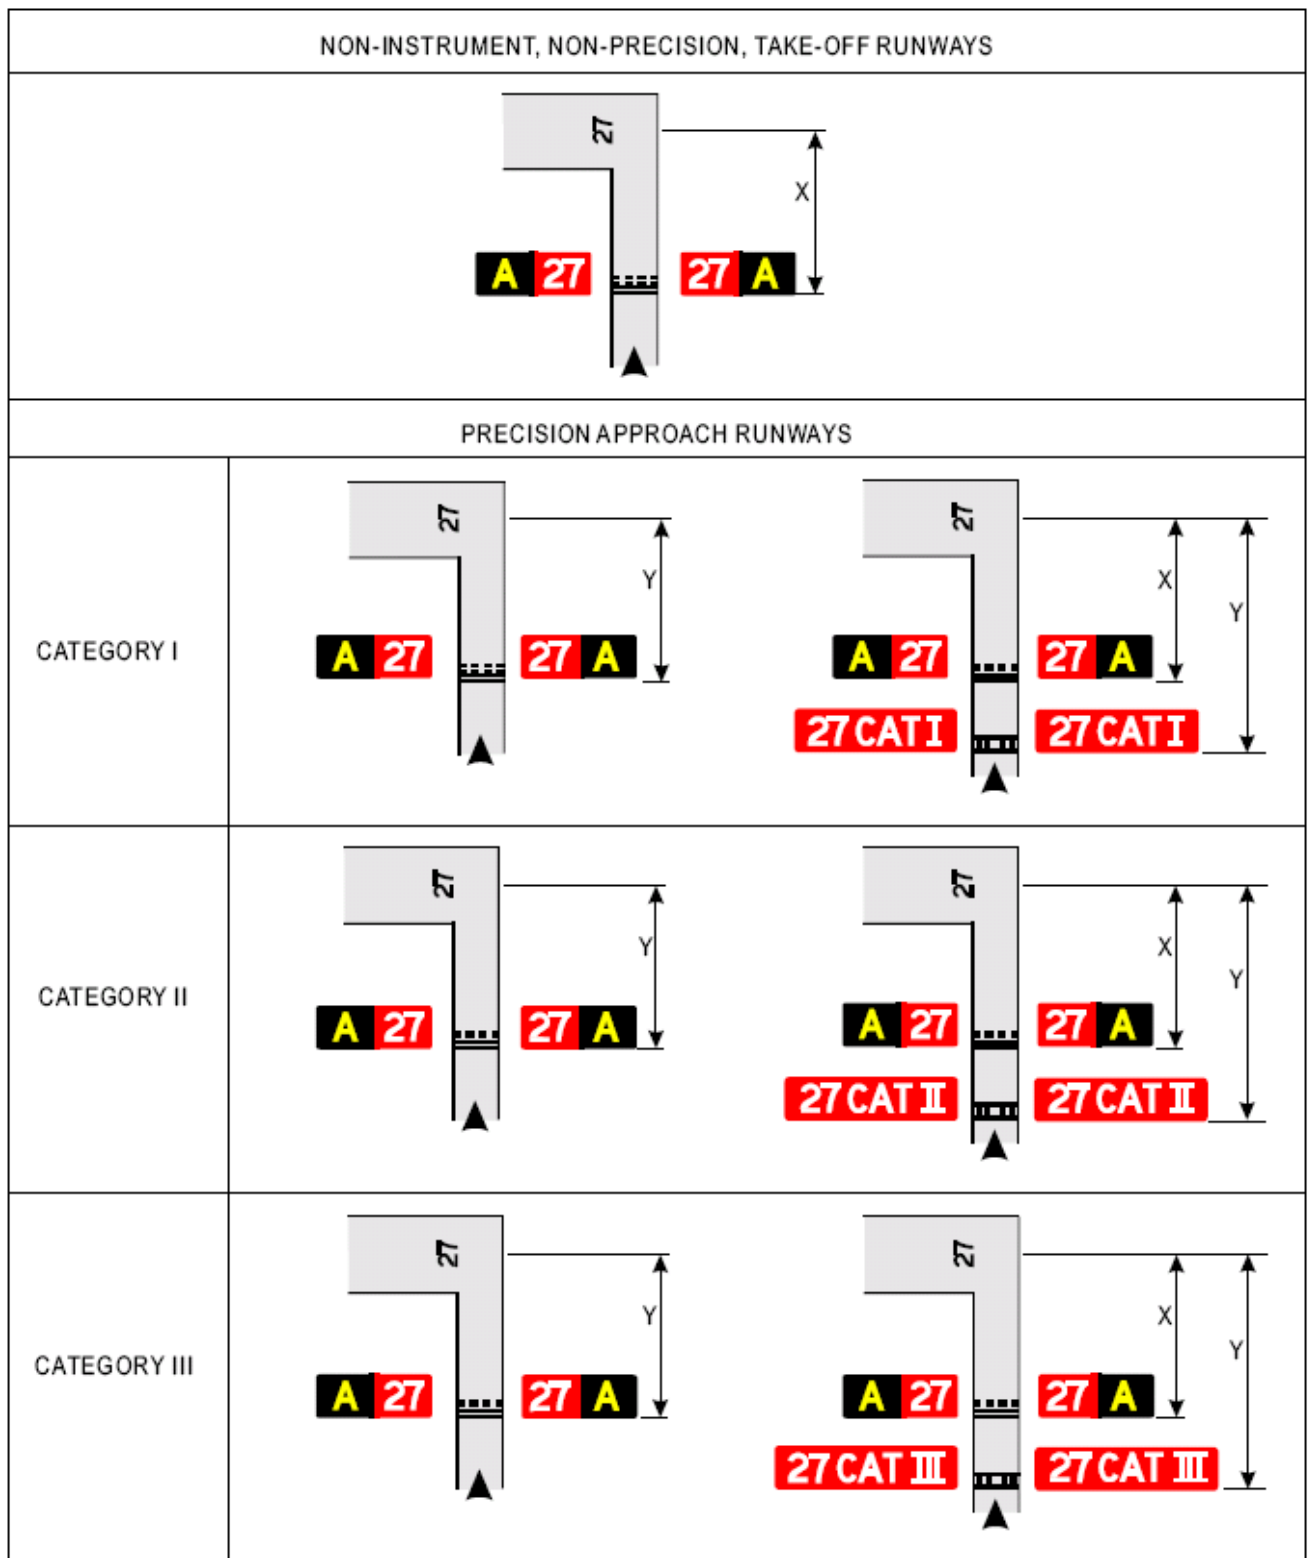 NON-INSTRUMENT, NON-PRECISION, TAKE-OFF RUNWAYS
27
X
A 27 27 A
PRECISION APPROACH RUNWAYS
CATEGORY I
27
Y
A 27 27 A
27
X
Y
A 27 27 A
27 CAT I 27 CAT I
CATEGORY II
27
Y
A 27 27 A
27
X
Y
A 27 27 A
27 CAT II 27 CAT II
CATEGORY III
27
Y
A 27 27 A
27
X
Y
A 27 27 A
27 CAT III 27 CAT III